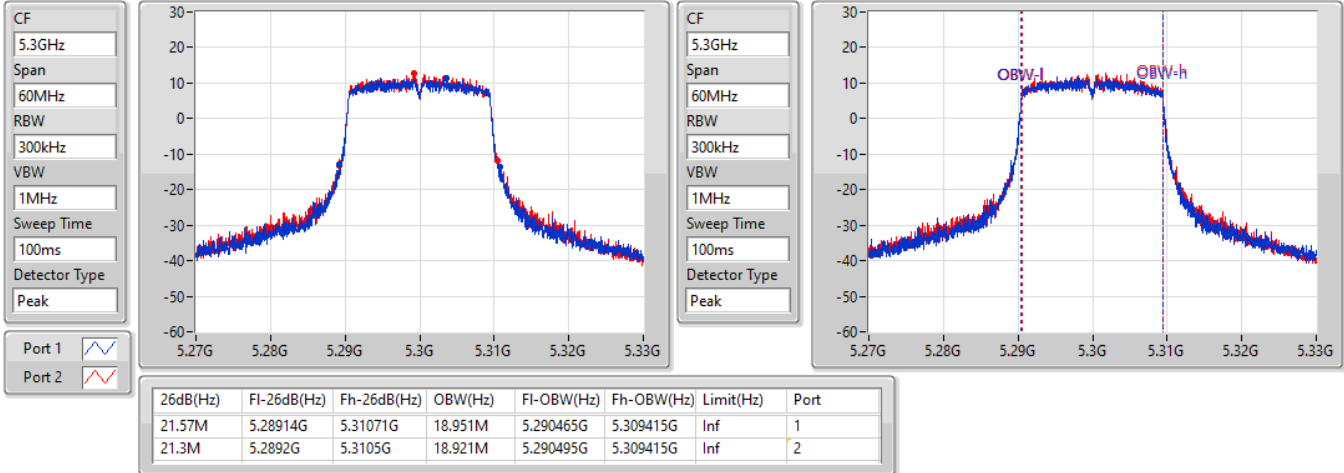 CF
5.3GHz
Span
60MHz
RBW
300kHz
VBW
1MHz
Sweep Time
100ms
Detector Type
Peak
Port 1
Port 2
30
20
10
0
-10
-20
-30
-40
-50
-60
5.27G 5.28G 5.29G 5.3G 5.31G 5.32G 5.33G
CF
5.3GHz
Span
60MHz
RBW
300kHz
VBW
1MHz
Sweep Time
100ms
Detector Type
Peak
30
20
10
0
-10
-20
-30
-40
-50
-60
OBW-l OBW-h
5.27G 5.28G 5.29G 5.3G 5.31G 5.32G 5.33G
26dB(Hz) Fl-26dB(Hz) Fh-26dB(Hz) OBW(Hz) Fl-OBW(Hz) Fh-OBW(Hz) Limit(Hz) Port
21.57M 5.28914G 5.31071G 18.951M 5.290465G 5.309415G Inf 1
21.3M 5.2892G 5.3105G 18.921M 5.290495G 5.309415G Inf 2